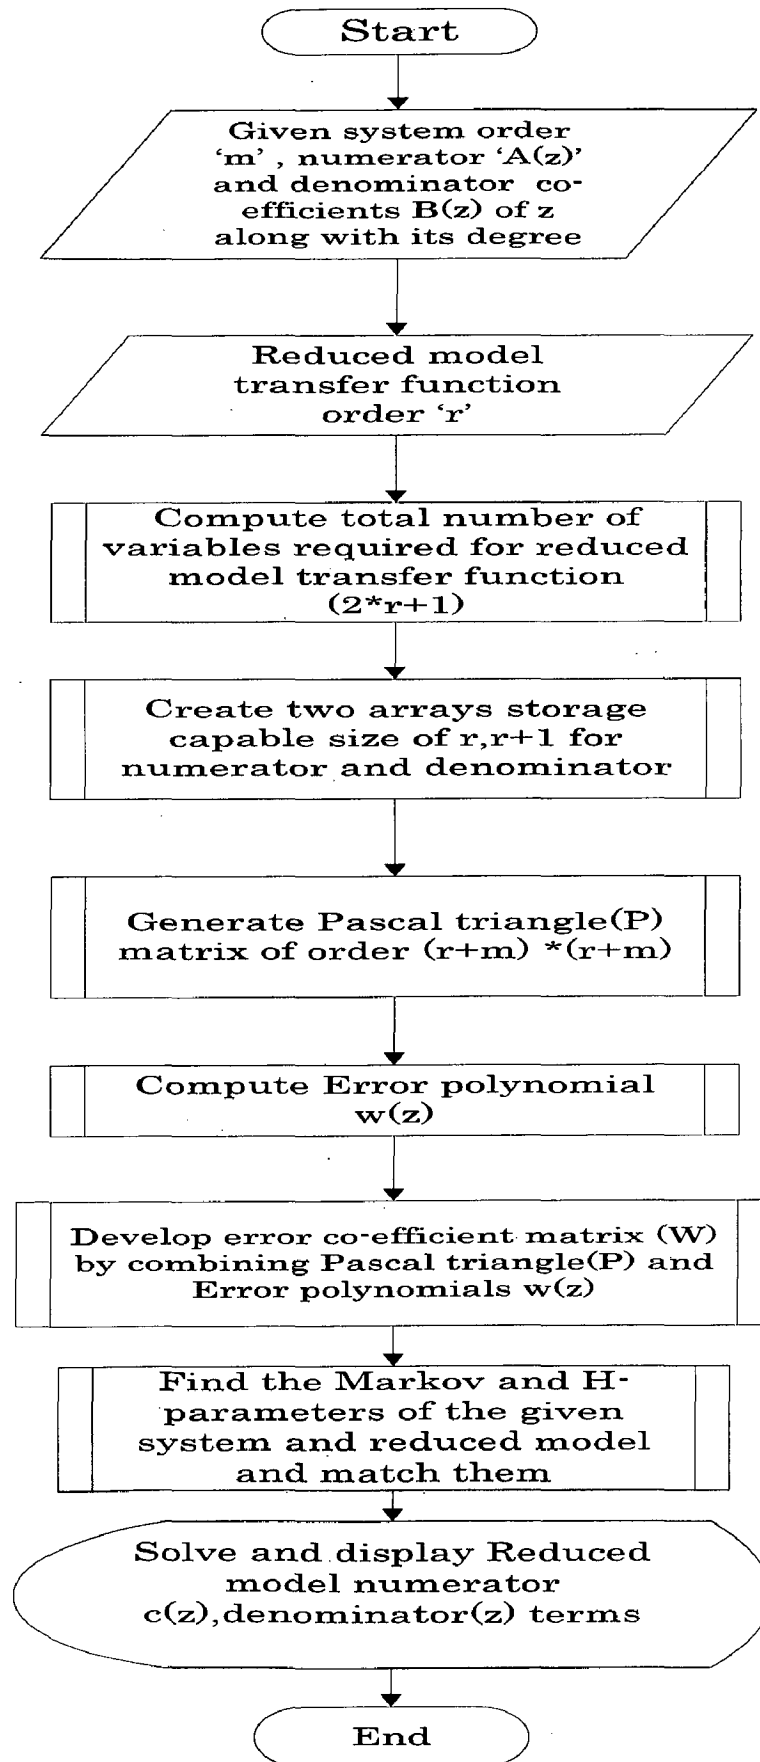 Start
Given system order
‘m’ , numerator ‘A(z)’
and denominator co-
efficients B(z) of z
along with its degree
Reduced model
transfer function
order ‘r’
Compute total number of
variables required for reduced
model transfer function
(2*r+1)
Create two arrays storage
capable size of r,r+1 for
numerator and denominator
Generate Pascal triangle(P)
matrix of order (r+m) *(r+m)
Compute Error polynomial
w(z)
Develop error co-efficient matrix (W)
by combining Pascal triangle(P) and
Error polynomials w(z)
Find the Markov and H-
parameters of the given
system and reduced model
and match them
Solve and display Reduced
model numerator
c(z),denominator(z) terms
End